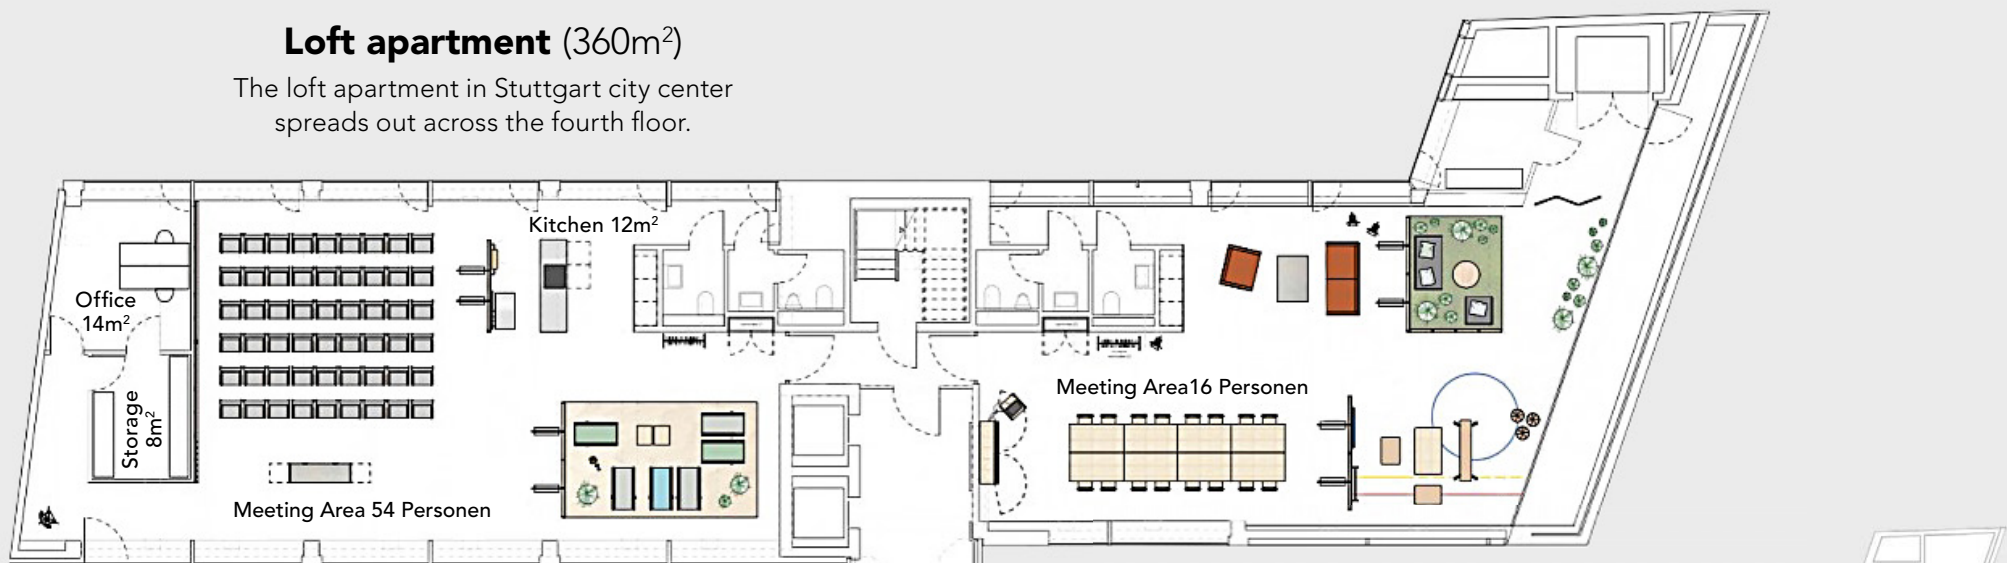 Loft apartment (360m²)
The loft apartment in Stuttgart city center
spreads out across the fourth floor.
Kitchen 12m²
Office
14m²
Storage
8m²
Meeting Area16 Personen
Meeting Area 54 Personen